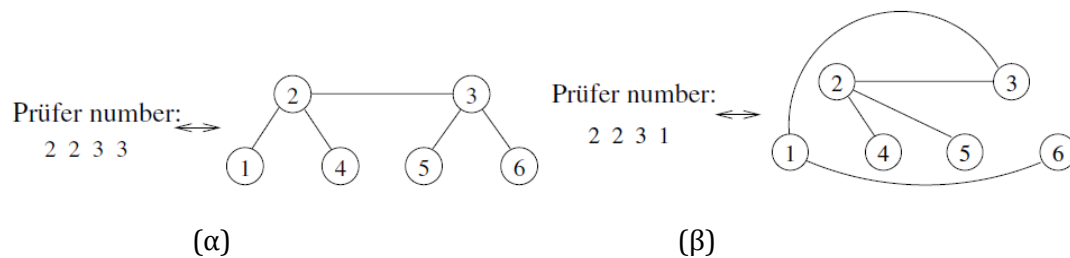 Prüfer number:
2 2 3 3
2 3
1 4 5 6
(α)
Prüfer number:
2 2 3 1
2 3
1 4 5 6
(β)